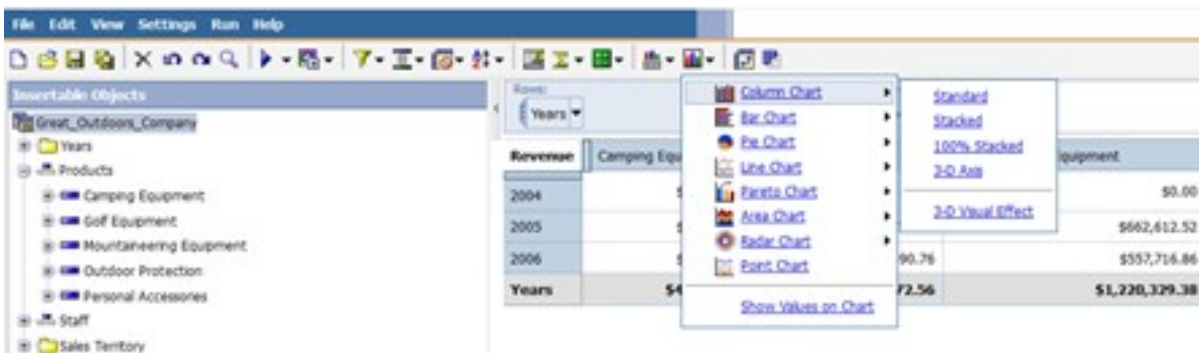 File Edit View Settings Run Help
Insertable Objects
Great_Outdoors_Company
Years
Products
Camping Equipment
Golf Equipment
Mountaineering Equipment
Outdoor Protection
Personal Accessories
Staff
Sales Territory
Rows:
Years
Revenue Camping Equ equipment
2004 $ $0.00
2005 $ $662,612.52
2006 $ 90.76 $557,716.86
Years $4 72.56 $1,220,329.38
Column Chart
Bar Chart
Pie Chart
Line Chart
Pareto Chart
Area Chart
Radar Chart
Point Chart
Show Values on Chart
Standard
Stacked
100% Stacked
3-D Axis
3-D Visual Effect